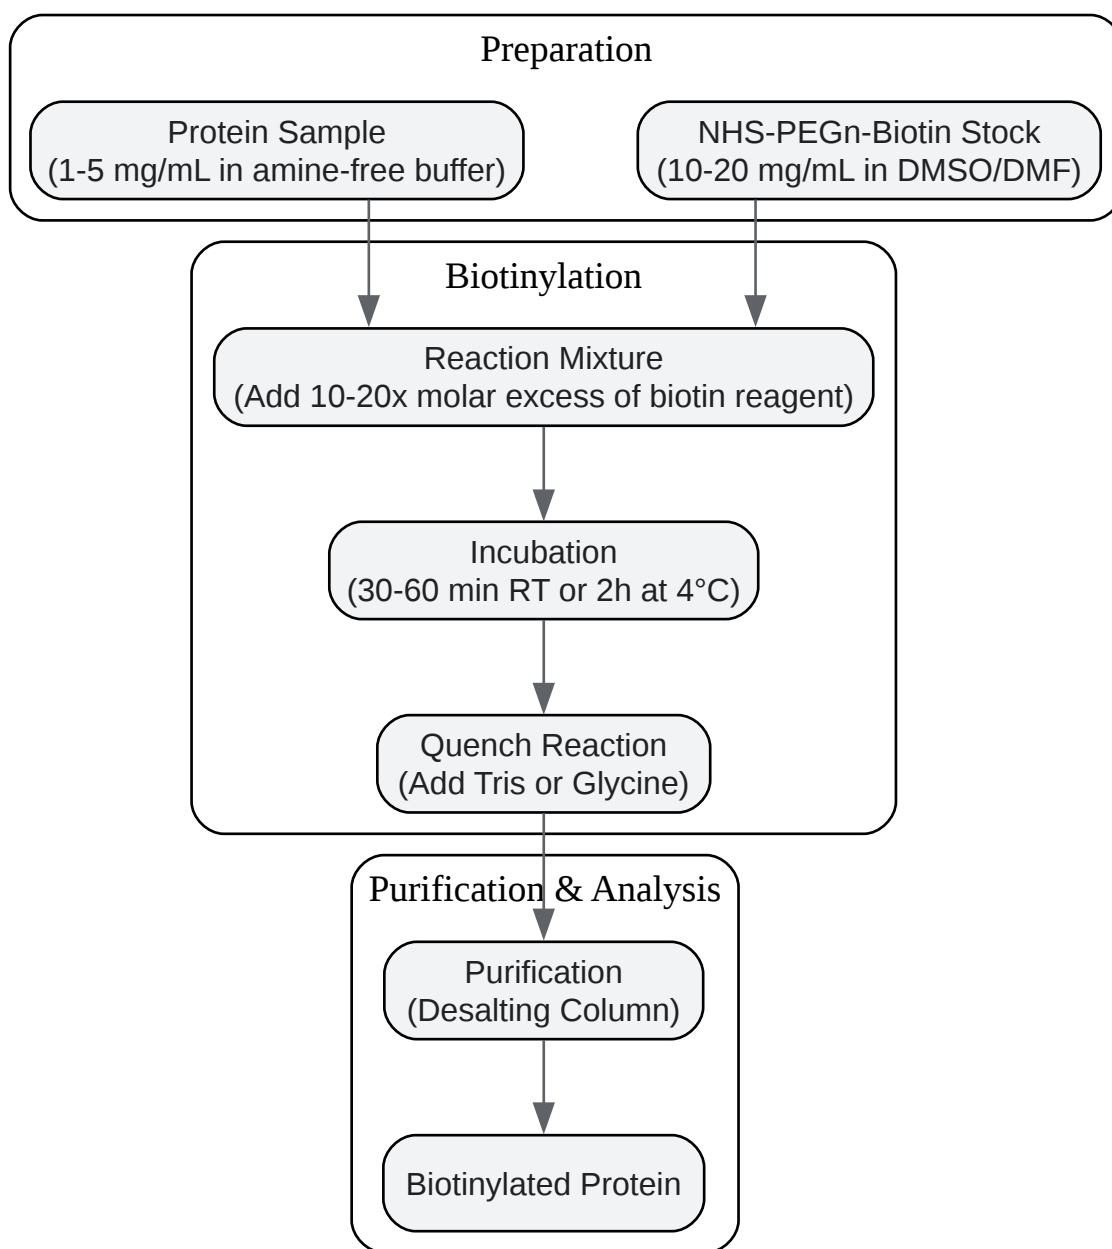 Preparation
Protein Sample
(1-5 mg/mL in amine-free buffer)
NHS-PEGn-Biotin Stock
(10-20 mg/mL in DMSO/DMF)
Biotinylation
Reaction Mixture
(Add 10-20x molar excess of biotin reagent)
Incubation
(30-60 min RT or 2h at 4°C)
Quench Reaction
(Add Tris or Glycine)
Purification & Analysis
Purification
(Desalting Column)
Biotinylated Protein